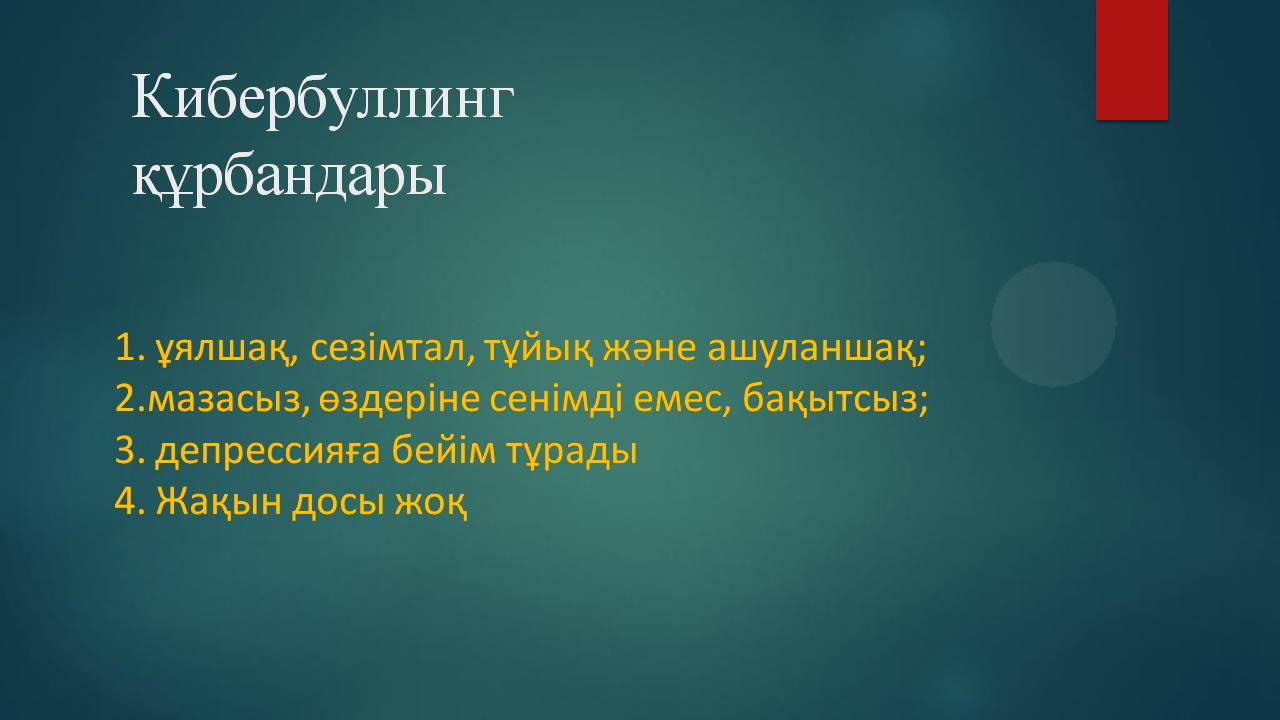 Кибербуллинг
құрбандары
1. ұялшақ, сезімтал, тұйық және ашуланшақ;
2.мазасыз, өздеріне сенімді емес, бақытсыз;
3. депрессияға бейім тұрады
4. Жақын досы жоқ